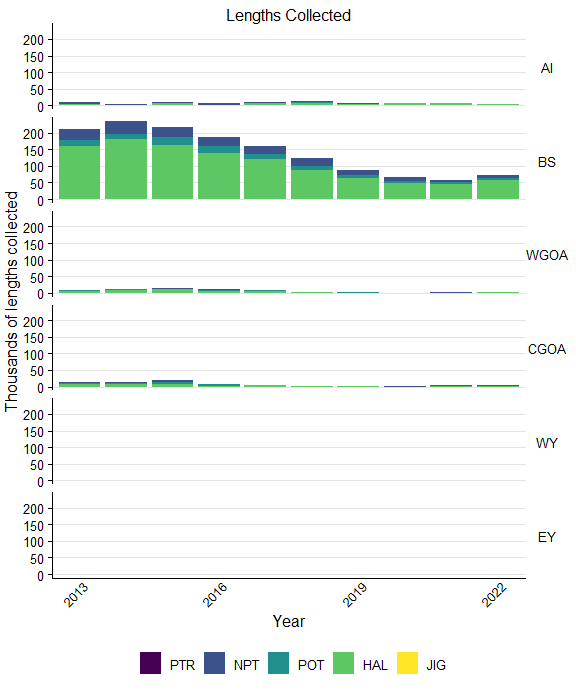 Lengths Collected
200
150
100
50
0
AI
200
150
100
50
0
BS
200
150
100
50
0
WGOA
200
150
100
50
0
CGOA
200
150
100
50
0
WY
200
150
100
50
0
EY
Thousands of lengths collected
2013 2016 2019 2022
Year
PTR NPT POT HAL JIG